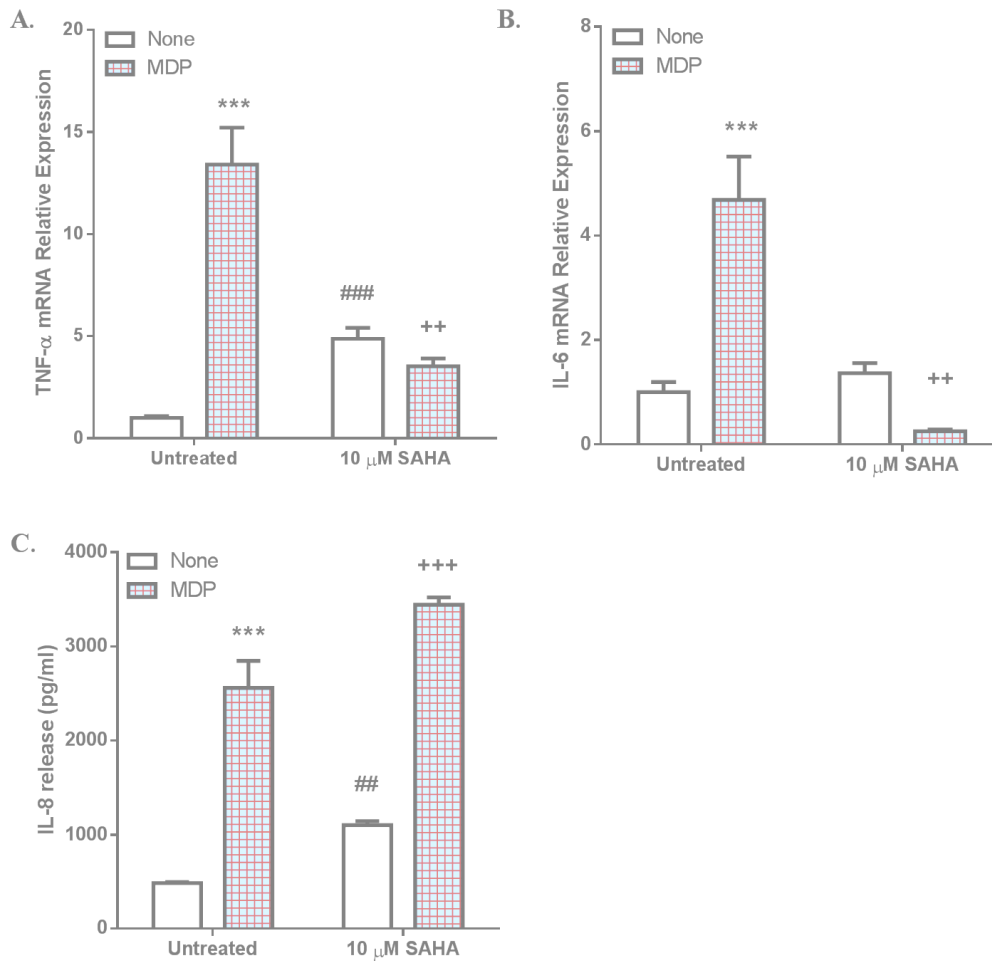 A.
TNF-α mRNA Relative Expression
20
15
10
5
0
None
MDP
***
###
++
Untreated
10 μM SAHA
B.
IL-6 mRNA Relative Expression
8
6
4
2
0
None
MDP
***
++
Untreated
10 μM SAHA
C.
IL-8 release (pg/ml)
4000
3000
2000
1000
0
None
MDP
***
##
+++
Untreated
10 μM SAHA